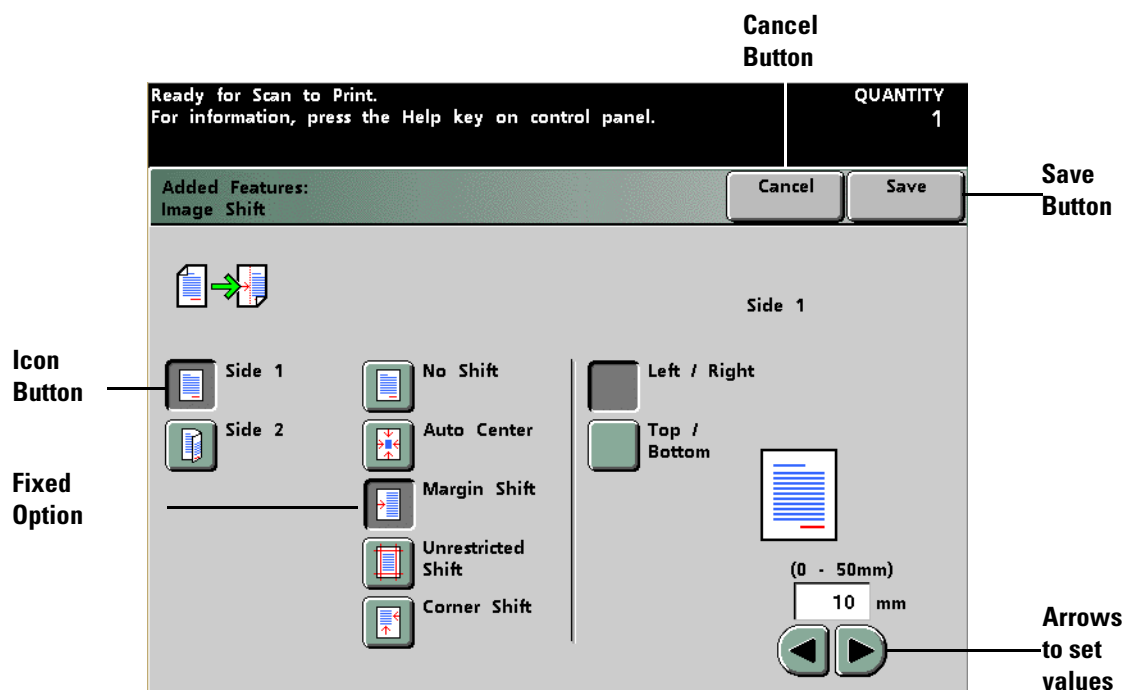 Cancel
Button
Ready for Scan to Print.
For information, press the Help key on control panel.
QUANTITY
1
Added Features:
Image Shift
Cancel
Save
Save
Button
Side 1
Icon
Button
Side 1
Side 2
No Shift
Auto Center
Margin Shift
Unrestricted
Shift
Corner Shift
Left / Right
Top /
Bottom
Fixed
Option
(0 - 50mm)
10 mm
Arrows
to set
values